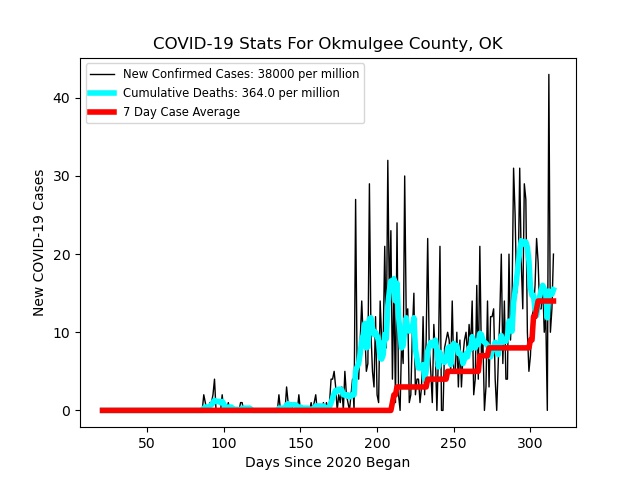 COVID-19 Stats For Okmulgee County, OK
New Confirmed Cases: 38000 per million
Cumulative Deaths: 364.0 per million
7 Day Case Average
New COVID-19 Cases
40
30
20
10
0
50 100 150 200 250 300
Days Since 2020 Began